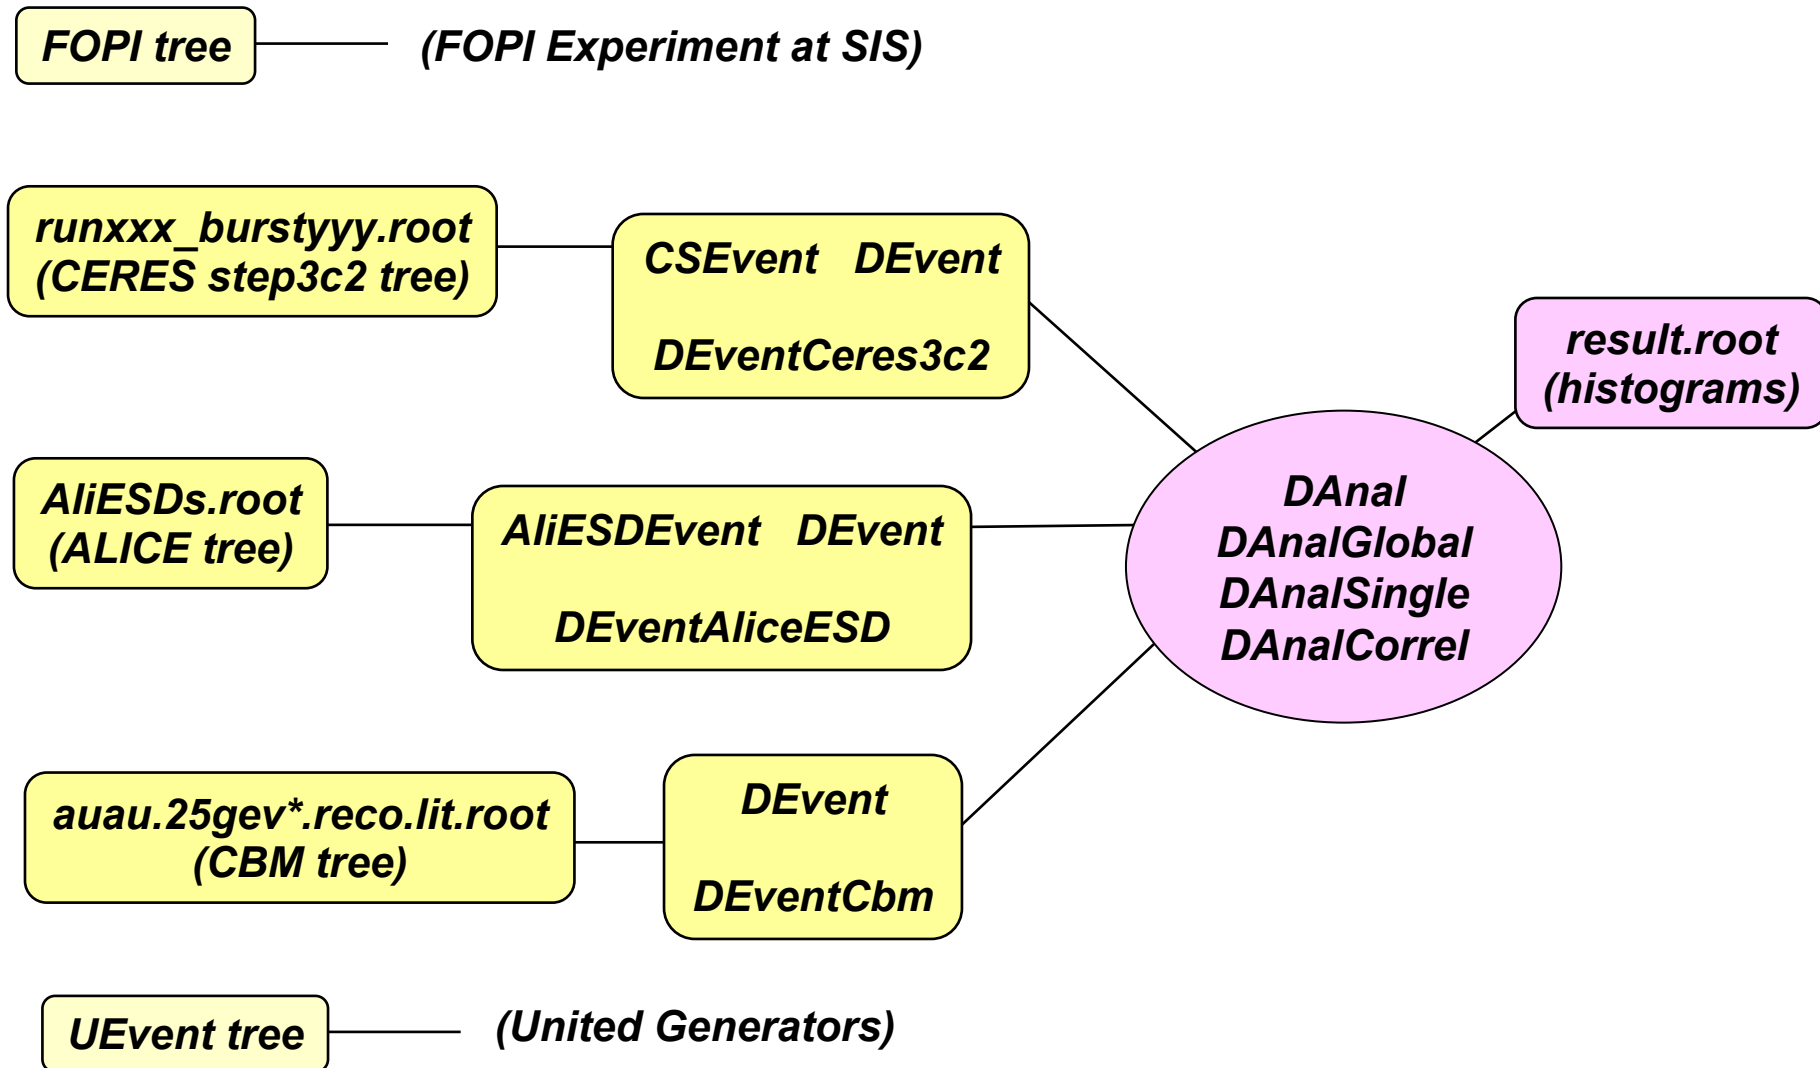 FOPI tree
(FOPI Experiment at SIS)
runxxx_burstyyy.root
(CERES step3c2 tree)
CSEvent DEvent
DEventCeres3c2
result.root
(histograms)
AliESDs.root
(ALICE tree)
AliESDEvent DEvent
DEventAliceESD
DAnal
DAnalGlobal
DAnalSingle
DAnalCorrel
auau.25gev*.reco.lit.root
(CBM tree)
DEvent
DEventCbm
UEvent tree
(United Generators)